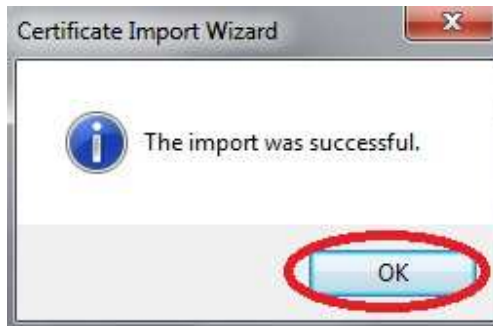 Certificate Import Wizard
The import was successful.
OK